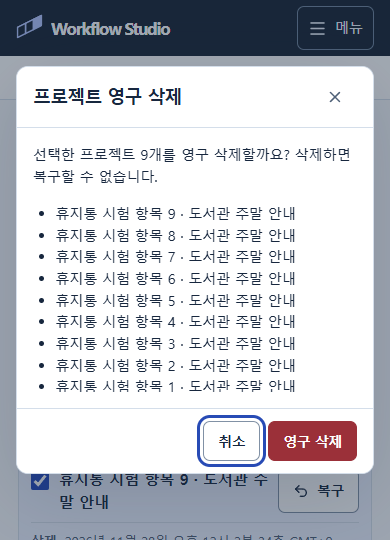 Workflow Studio
메뉴
프로젝트 영구 삭제
선택한 프로젝트 9개를 영구 삭제할까요? 삭제하면
복구할 수 없습니다.
• 휴지통 시험 항목 9 · 도서관 주말 안내
• 휴지통 시험 항목 8 · 도서관 주말 안내
• 휴지통 시험 항목 7 · 도서관 주말 안내
• 휴지통 시험 항목 6 · 도서관 주말 안내
• 휴지통 시험 항목 5 · 도서관 주말 안내
• 휴지통 시험 항목 4 · 도서관 주말 안내
• 휴지통 시험 항목 3 · 도서관 주말 안내
• 휴지통 시험 항목 2 · 도서관 주말 안내
• 휴지통 시험 항목 1 · 도서관 주말 안내
취소
영구 삭제
휴지통 시험 항목 9 · 도서관 주
말 안내
복구